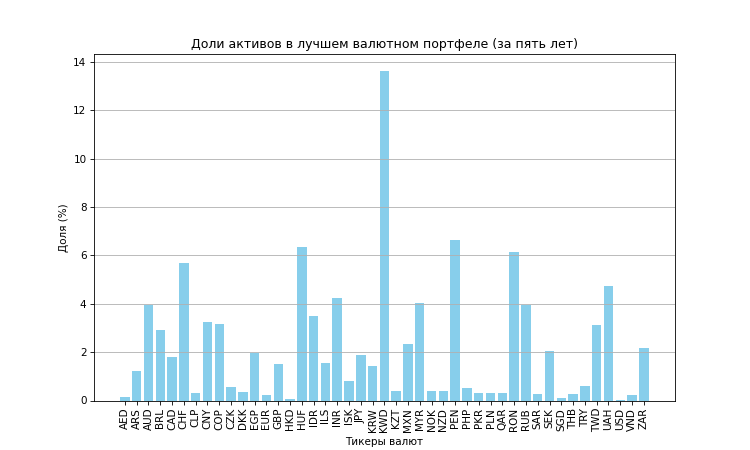 Доли активов в лучшем валютном портфеле (за пять лет)
Доля (%)
14
12
10
8
6
4
2
0
AED ARS AUD BRL CAD CHF CLP CNY COP CZK DKK EGP EUR GBP HKD HUF IDR ILS INR ISK JPY KRW KWD KZT MXN MYR NOK NZD PEN PHP PKR PLN QAR RON RUB SAR SEK SGD THB TRY TWD UAH USD VND ZAR
Тикеры валют